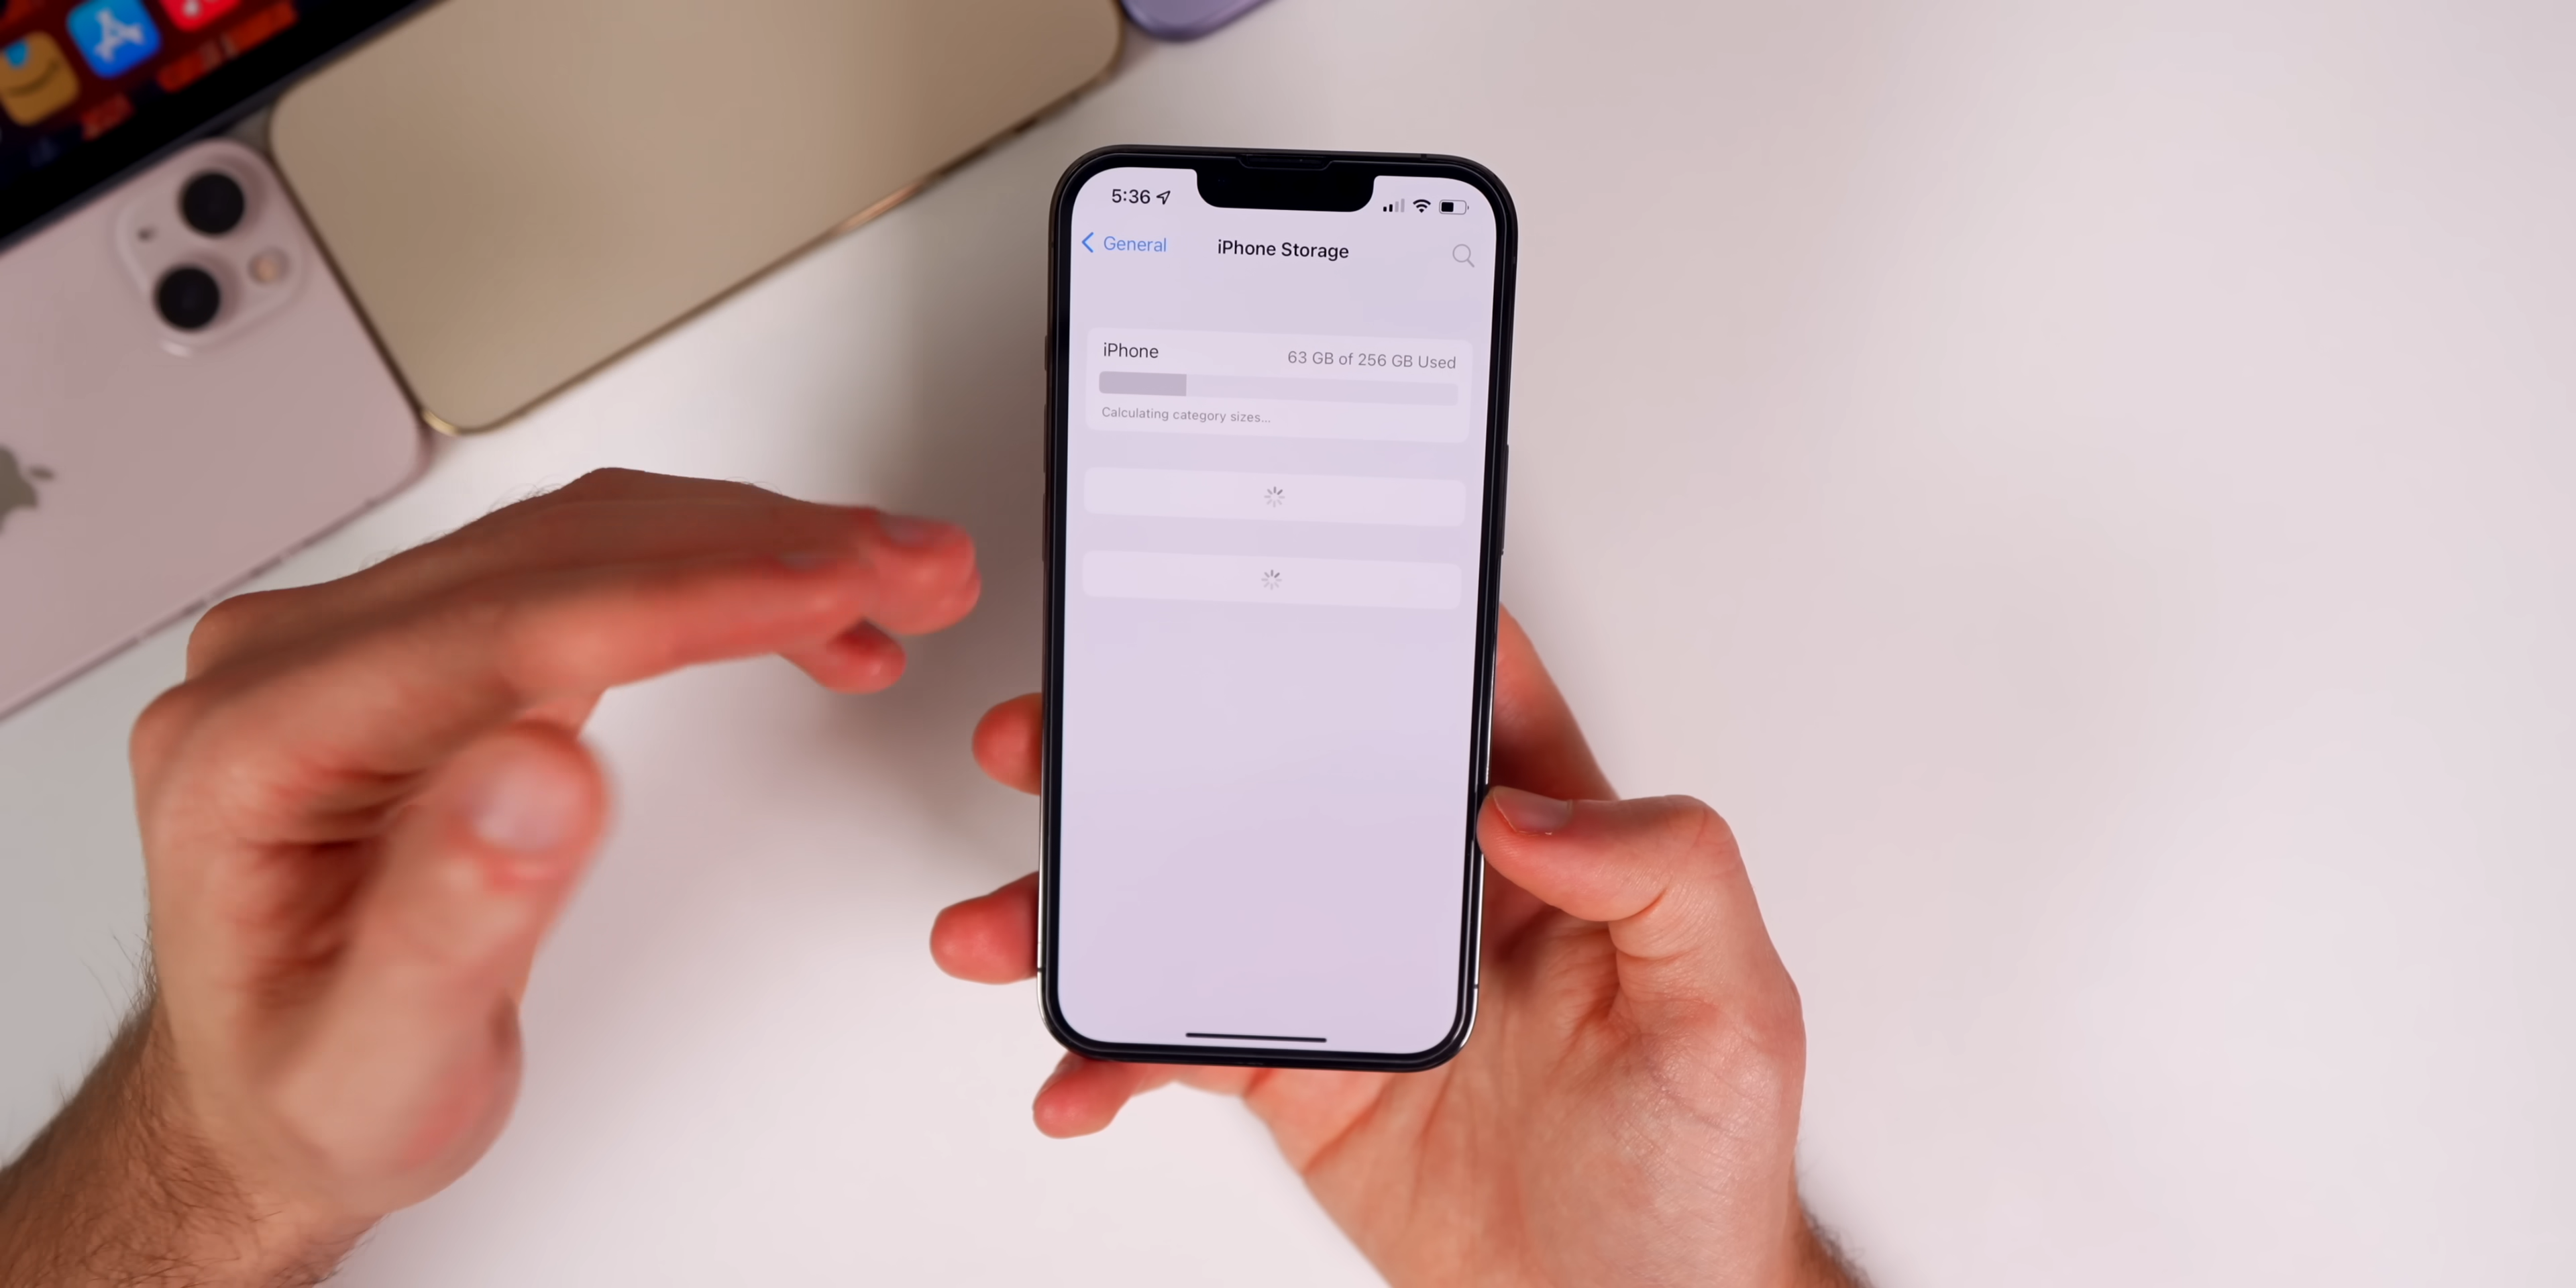 5:36
General
iPhone Storage
iPhone
63 GB of 256 GB Used
Calculating category sizes...